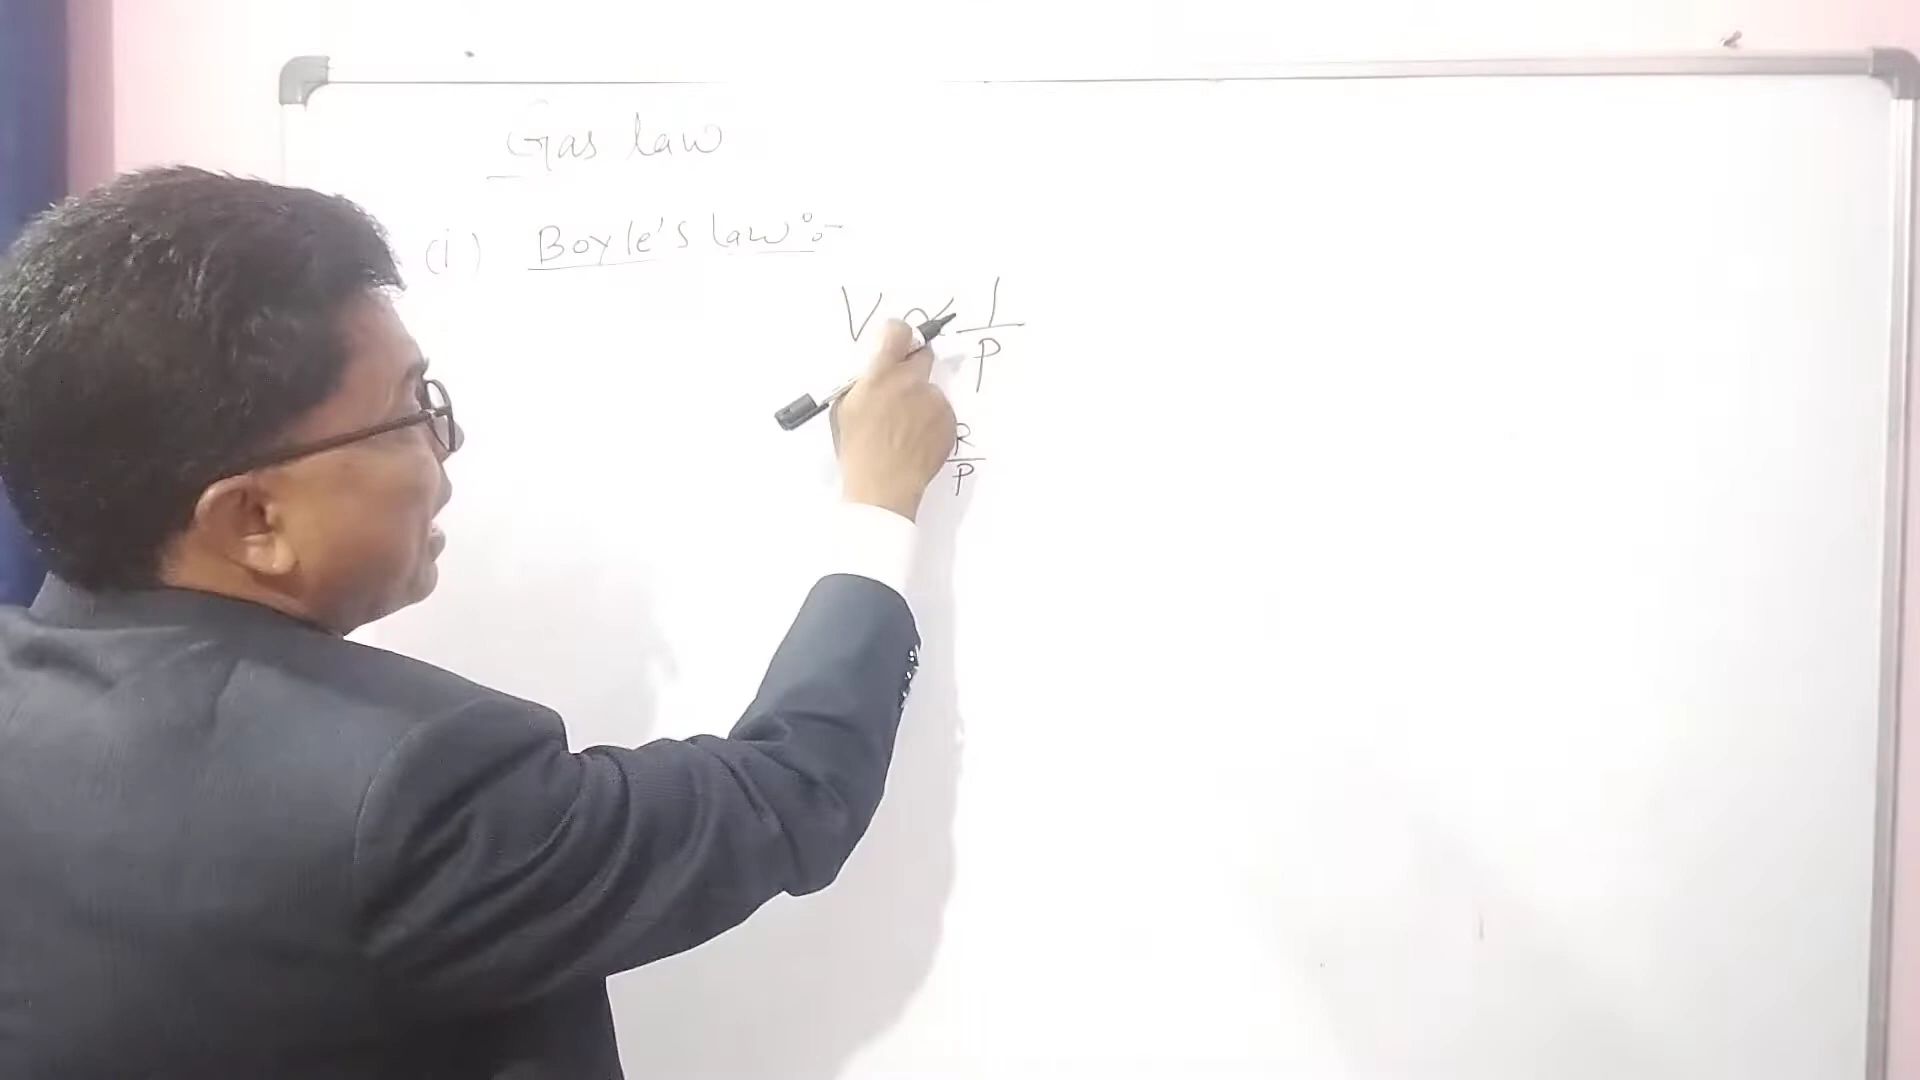 Gas law
(i) Boyle's law :-
V ∝ 1/P
R/P